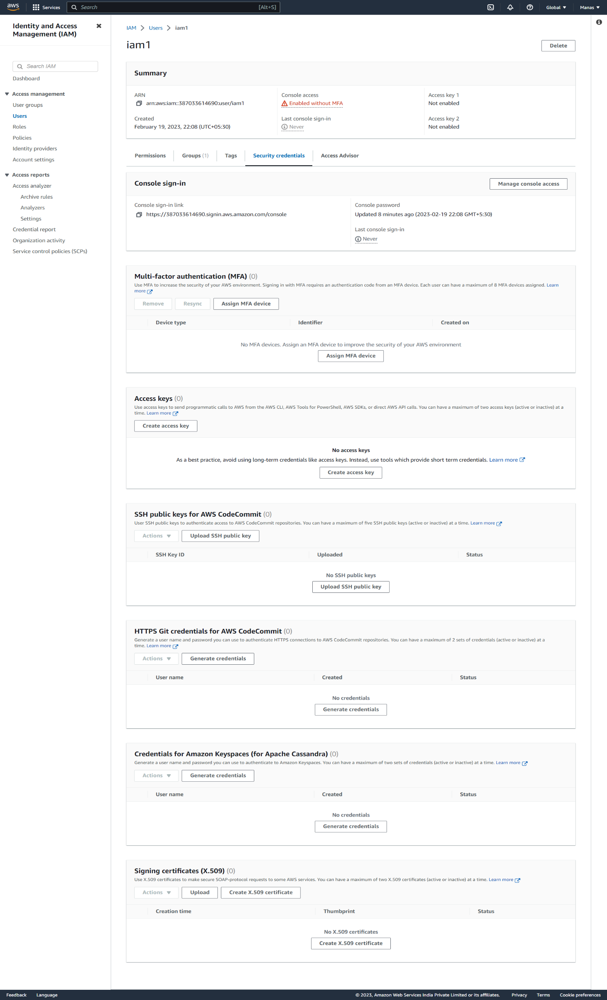 aws
Services
Search
[Alt+S]
Global
Manas
Identity and Access
Management (IAM)
Search IAM
Dashboard
Access management
User groups
Users
Roles
Policies
Identity providers
Account settings
Access reports
Access analyzer
Archive rules
Analyzers
Settings
Credential report
Organization activity
Service control policies (SCPs)
IAM > Users > iam1
iam1
Delete
Summary
ARN
arn:aws:iam::387033614690:user/iam1
Created
February 19, 2023, 22:08 (UTC+05:30)
Console access
Enabled without MFA
Last console sign-in
Never
Access key 1
Not enabled
Access key 2
Not enabled
Permissions
Groups (1)
Tags
Security credentials
Access Advisor
Console sign-in
Manage console access
Console sign-in link
https://387033614690.signin.aws.amazon.com/console
Console password
Updated 8 minutes ago (2023-02-19 22:08 GMT+5:30)
Last console sign-in
Never
Multi-factor authentication (MFA) (0)
Use MFA to increase the security of your AWS environment. Signing in with MFA requires an authentication code from an MFA device. Each user can have a maximum of 8 MFA devices assigned. Learn
more
Remove
Resync
Assign MFA device
Device type
Identifier
Created on
No MFA devices. Assign an MFA device to improve the security of your AWS environment
Assign MFA device
Access keys (0)
Use access keys to send programmatic calls to AWS from the AWS CLI, AWS Tools for PowerShell, AWS SDKs, or direct AWS API calls. You can have a maximum of two access keys (active or inactive) at a
time. Learn more
Create access key
No access keys
As a best practice, avoid using long-term credentials like access keys. Instead, use tools which provide short term credentials. Learn more
Create access key
SSH public keys for AWS CodeCommit (0)
User SSH public keys to authenticate access to AWS CodeCommit repositories. You can have a maximum of five SSH public keys (active or inactive) at a time. Learn more
Actions
Upload SSH public key
SSH Key ID
Uploaded
Status
No SSH public keys
Upload SSH public key
HTTPS Git credentials for AWS CodeCommit (0)
Generate a user name and password you can use to authenticate HTTPS connections to AWS CodeCommit repositories. You can have a maximum of 2 sets of credentials (active or inactive) at a
time. Learn more
Actions
Generate credentials
User name
Created
Status
No credentials
Generate credentials
Credentials for Amazon Keyspaces (for Apache Cassandra) (0)
Generate a user name and password you can use to authenticate to Amazon Keyspaces. You can have a maximum of two sets of credentials (active or inactive) at a time. Learn more
Actions
Generate credentials
User name
Created
Status
No credentials
Generate credentials
Signing certificates (X.509) (0)
Use X.509 certificates to make secure SOAP-protocol requests to some AWS services. You can have a maximum of two X.509 certificates (active or inactive) at a time. Learn more
Actions
Upload
Create X.509 certificate
Creation time
Thumbprint
Status
No X.509 certificates
Create X.509 certificate
Feedback
Language
© 2023, Amazon Web Services India Private Limited or its affiliates.
Privacy
Terms
Cookie preferences